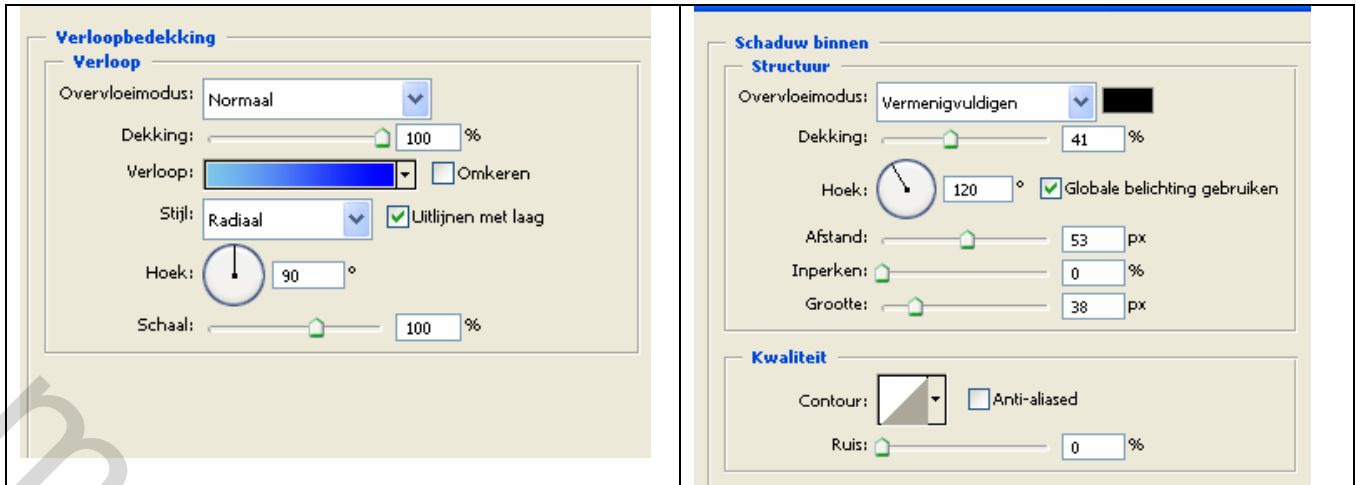 Verloopbedekking
Verloop
Overvloeimodus: Normaal
Dekking: 100 %
Verloop: Omkeren
Stijl: Radiaal Uitlijnen met laag
Hoek: 90 °
Schaal: 100 %
Schaduw binnen
Structuur
Overvloeimodus: Vermenigvuldigen
Dekking: 41 %
Hoek: 120 ° Globale belichting gebruiken
Afstand: 53 px
Inperken: 0 %
Grootte: 38 px
Kwaliteit
Contour: Anti-aliased
Ruis: 0 %
m